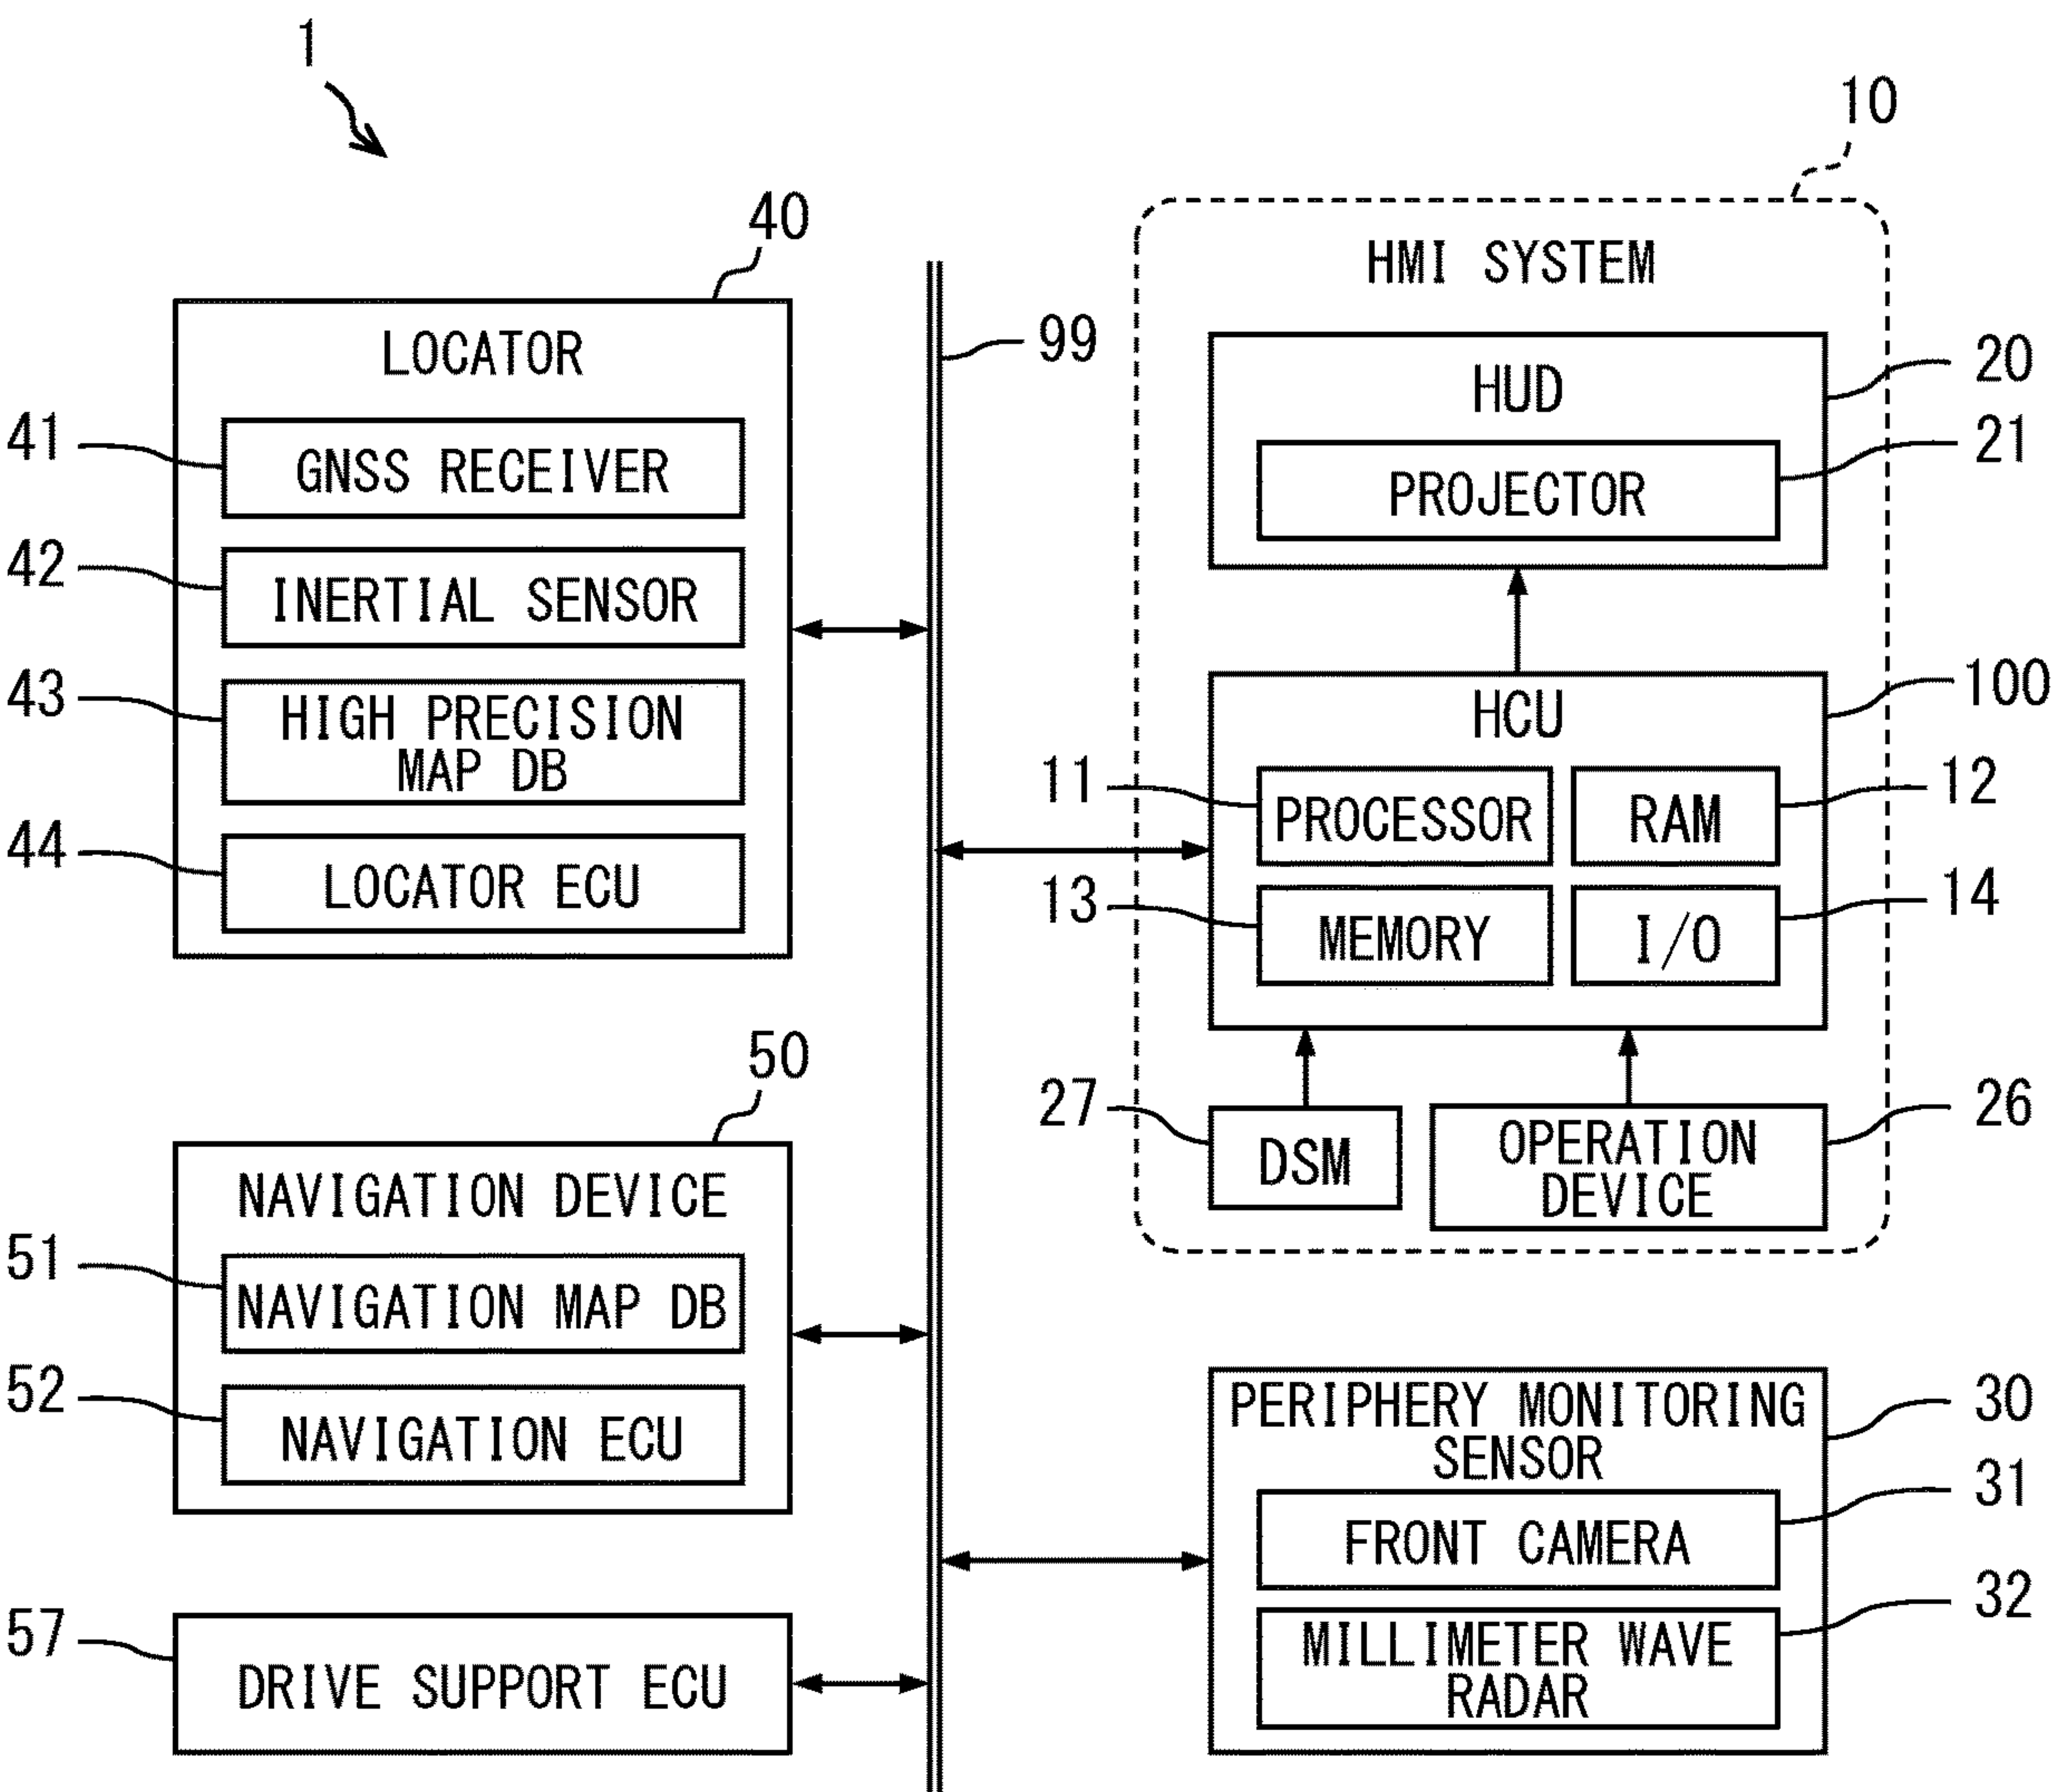 1
40
LOCATOR
41
GNSS RECEIVER
42
INERTIAL SENSOR
43
HIGH PRECISION
MAP DB
44
LOCATOR ECU
50
NAVIGATION DEVICE
51
NAVIGATION MAP DB
52
NAVIGATION ECU
57
DRIVE SUPPORT ECU
99
10
HMI SYSTEM
20
HUD
21
PROJECTOR
100
HCU
11
PROCESSOR
12
RAM
13
MEMORY
14
I/O
27
DSM
26
OPERATION
DEVICE
30
PERIPHERY MONITORING
SENSOR
31
FRONT CAMERA
32
MILLIMETER WAVE
RADAR